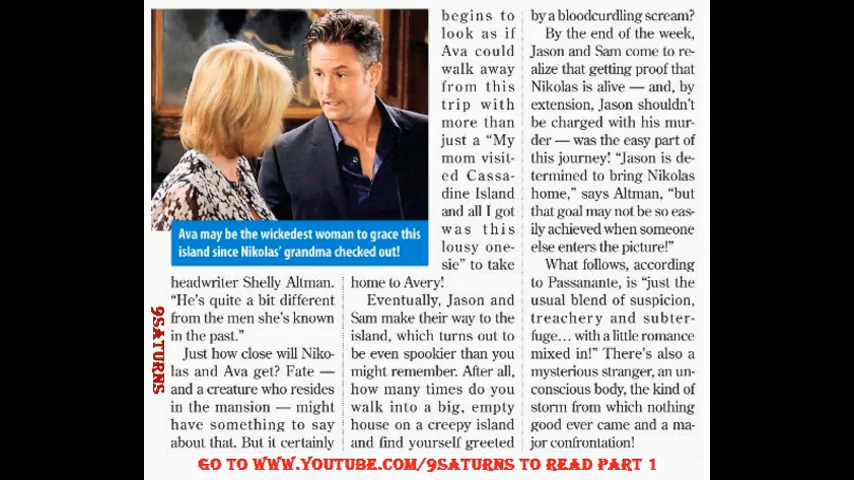 Ava may be the wickedest woman to grace this
island since Nikolas' grandma checked out!
headwriter Shelly Altman.
"He's quite a bit different
from the men she's known
in the past."
Just how close will Niko-
las and Ava get? Fate —
and a creature who resides
in the mansion — might
have something to say
about that. But it certainly
begins to
look as if
Ava could
walk away
from this
trip with
more than
just a "My
mom visit-
ed Cassa-
dine Island
and all I got
was this
lousy one-
sie" to take
home to Avery!
Eventually, Jason and
Sam make their way to the
island, which turns out to
be even spookier than you
might remember. After all,
how many times do you
walk into a big, empty
house on a creepy island
and find yourself greeted
by a bloodcurdling scream?
By the end of the week,
Jason and Sam come to re-
alize that getting proof that
Nikolas is alive — and, by
extension, Jason shouldn't
be charged with his mur-
der — was the easy part of
this journey! "Jason is de-
termined to bring Nikolas
home," says Altman, "but
that goal may not be so eas-
ily achieved when someone
else enters the picture!"
What follows, according
to Passanante, is "just the
usual blend of suspicion,
treachery and subter-
fuge... with a little romance
mixed in!" There's also a
mysterious stranger, an un-
conscious body, the kind of
storm from which nothing
good ever came and a ma-
jor confrontation!
9SATURNS
GO TO WWW.YOUTUBE.COM/9SATURNS TO READ PART 1